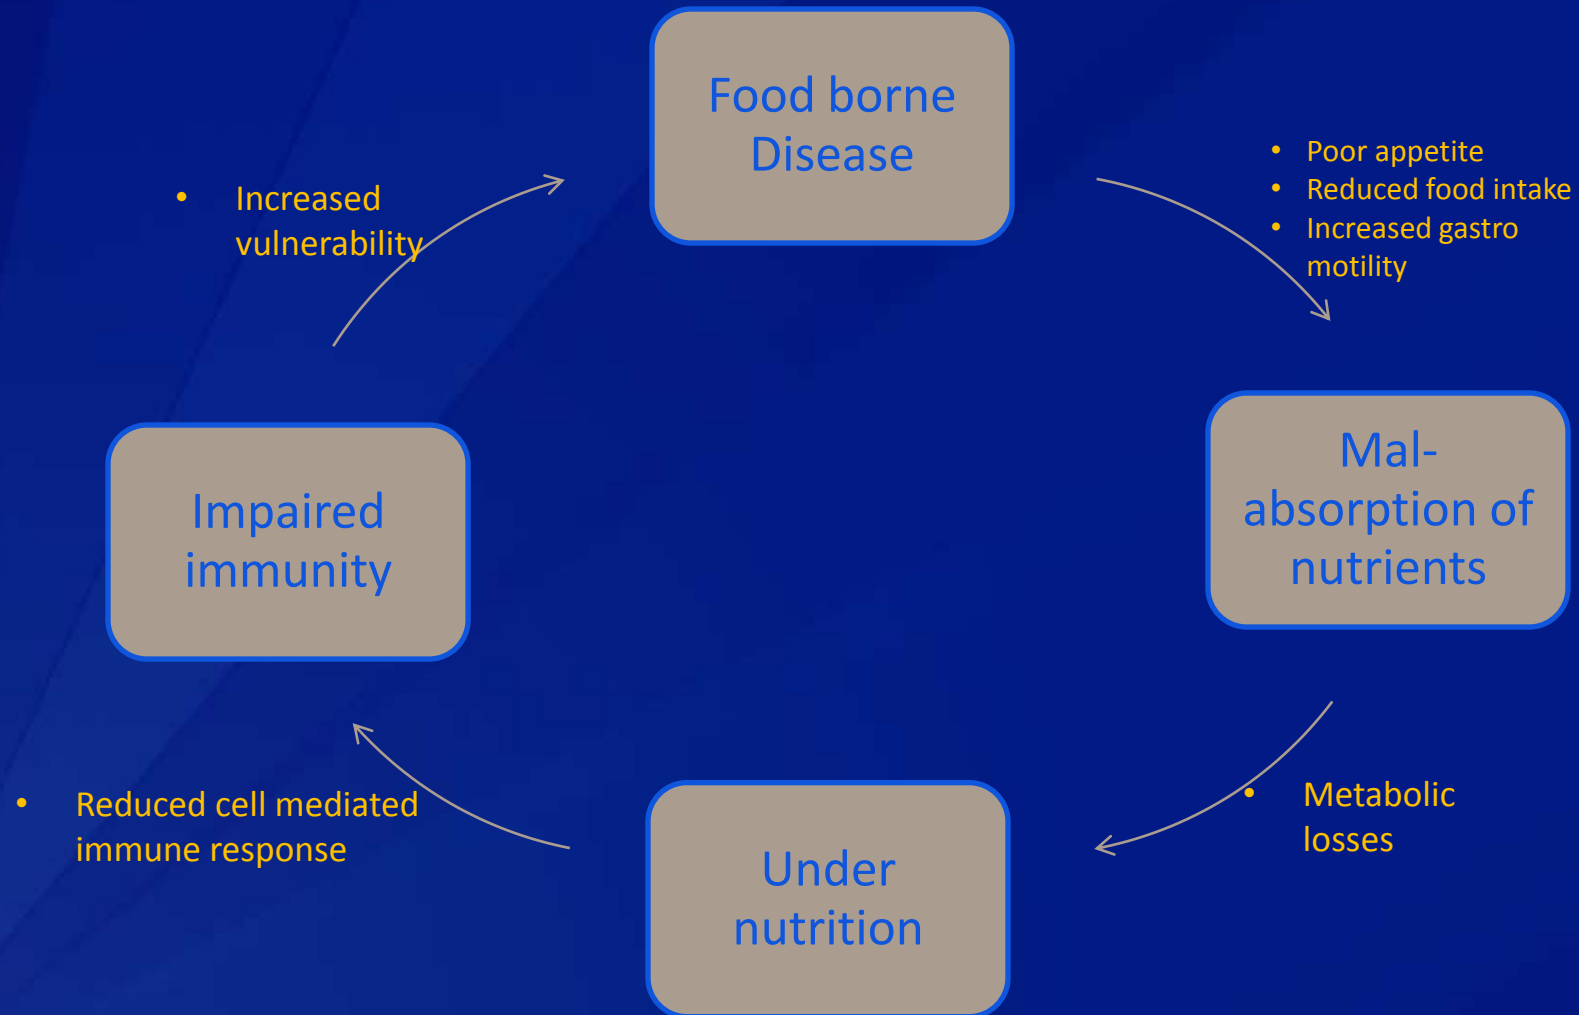 Food borne
Disease
• Poor appetite
• Reduced food intake
• Increased gastro
motility
• Increased
vulnerability
Mal-
absorption of
nutrients
Impaired
immunity
• Metabolic
losses
• Reduced cell mediated
immune response
Under
nutrition